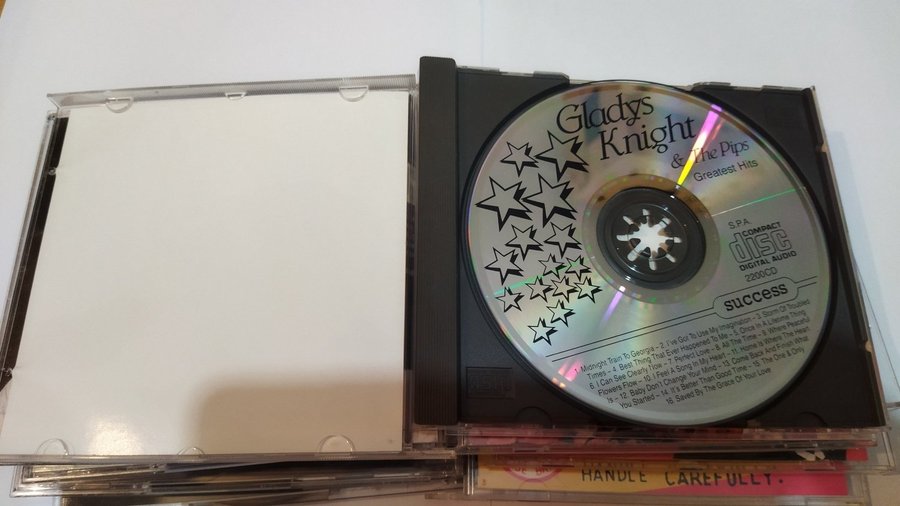 Gladys
Knight
& The Pips
Greatest Hits
S.P.A.
COMPACT
disc
DIGITAL AUDIO
2200CD
success
1. Midnight Train To Georgia – 2. I've Got To Use My Imagination – 3. Storm Of Troubled
Times – 4. Best Thing That Ever Happened To Me – 5. Once In A Lifetime Thing
6. I Can See Clearly Now – 7. Perfect Love – 8. All The Time – 9. Where Peaceful
Flowers Flow – 10. I Feel A Song In My Heart – 11. Home Is Where The Heart
Is – 12. Baby Don't Change Your Mind – 13. Come Back And Finish What
You Started – 14. It's Better Than Good Time – 15. The One & Only
16. Saved By The Grace Of Your Love
HANDLE CAREFULLY.